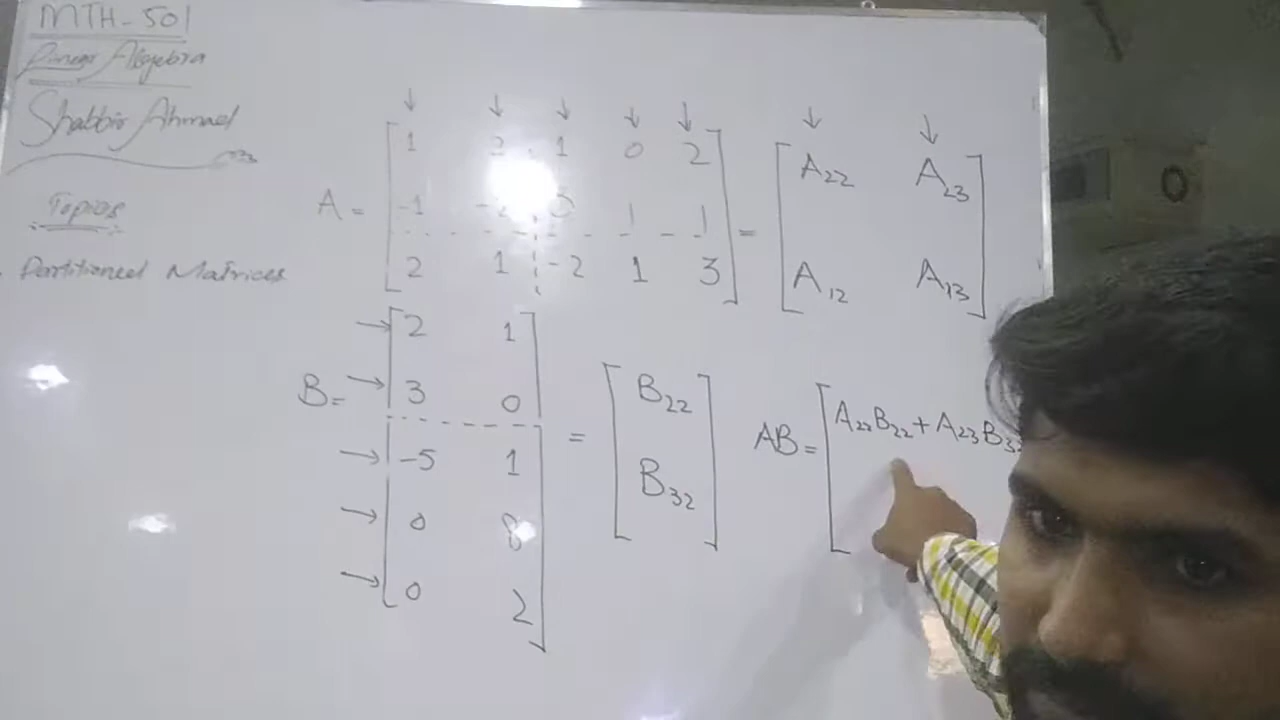 MTH-501
Linear Algebra
Shabbir Ahmad
Topics
Partitioned Matrices
1 2 1 0 2
A = -1 1 1 =
2 1 -2 1 3
A22 A23
A12 A13
2 1
B = 3 0 =
-5 1
0 8
0 2
B22
B32
AB = A22B22 + A23B32